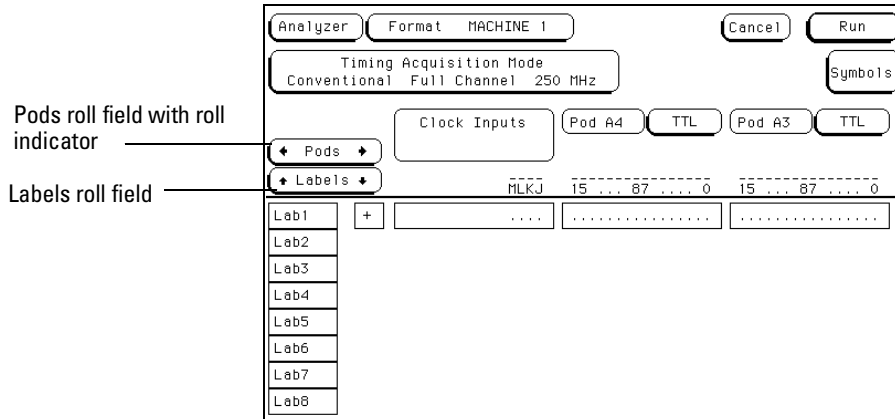 Analyzer Format MACHINE 1 Cancel Run
Timing Acquisition Mode
Conventional Full Channel 250 MHz
Symbols
Pods roll field with roll
indicator
Clock Inputs Pod A4 TTL Pod A3 TTL
← Pods →
Labels roll field
↑ Labels ↓
MLKJ 15 ... 87 .... 0 15 ... 87 .... 0
Lab1 + .... ................ ................
Lab2
Lab3
Lab4
Lab5
Lab6
Lab7
Lab8